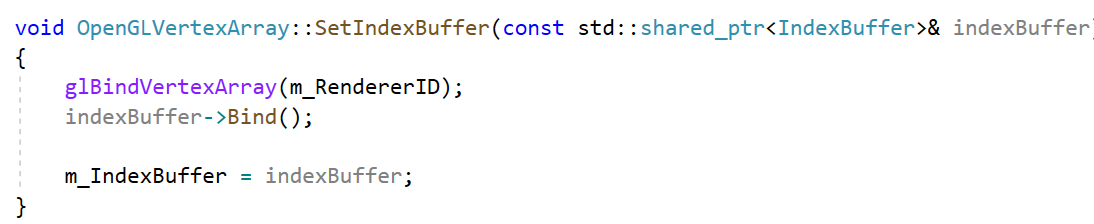 void OpenGLVertexArray::SetIndexBuffer(const std::shared_ptr<IndexBuffer>& indexBuffer)
{
    glBindVertexArray(m_RendererID);
    indexBuffer->Bind();

    m_IndexBuffer = indexBuffer;
}